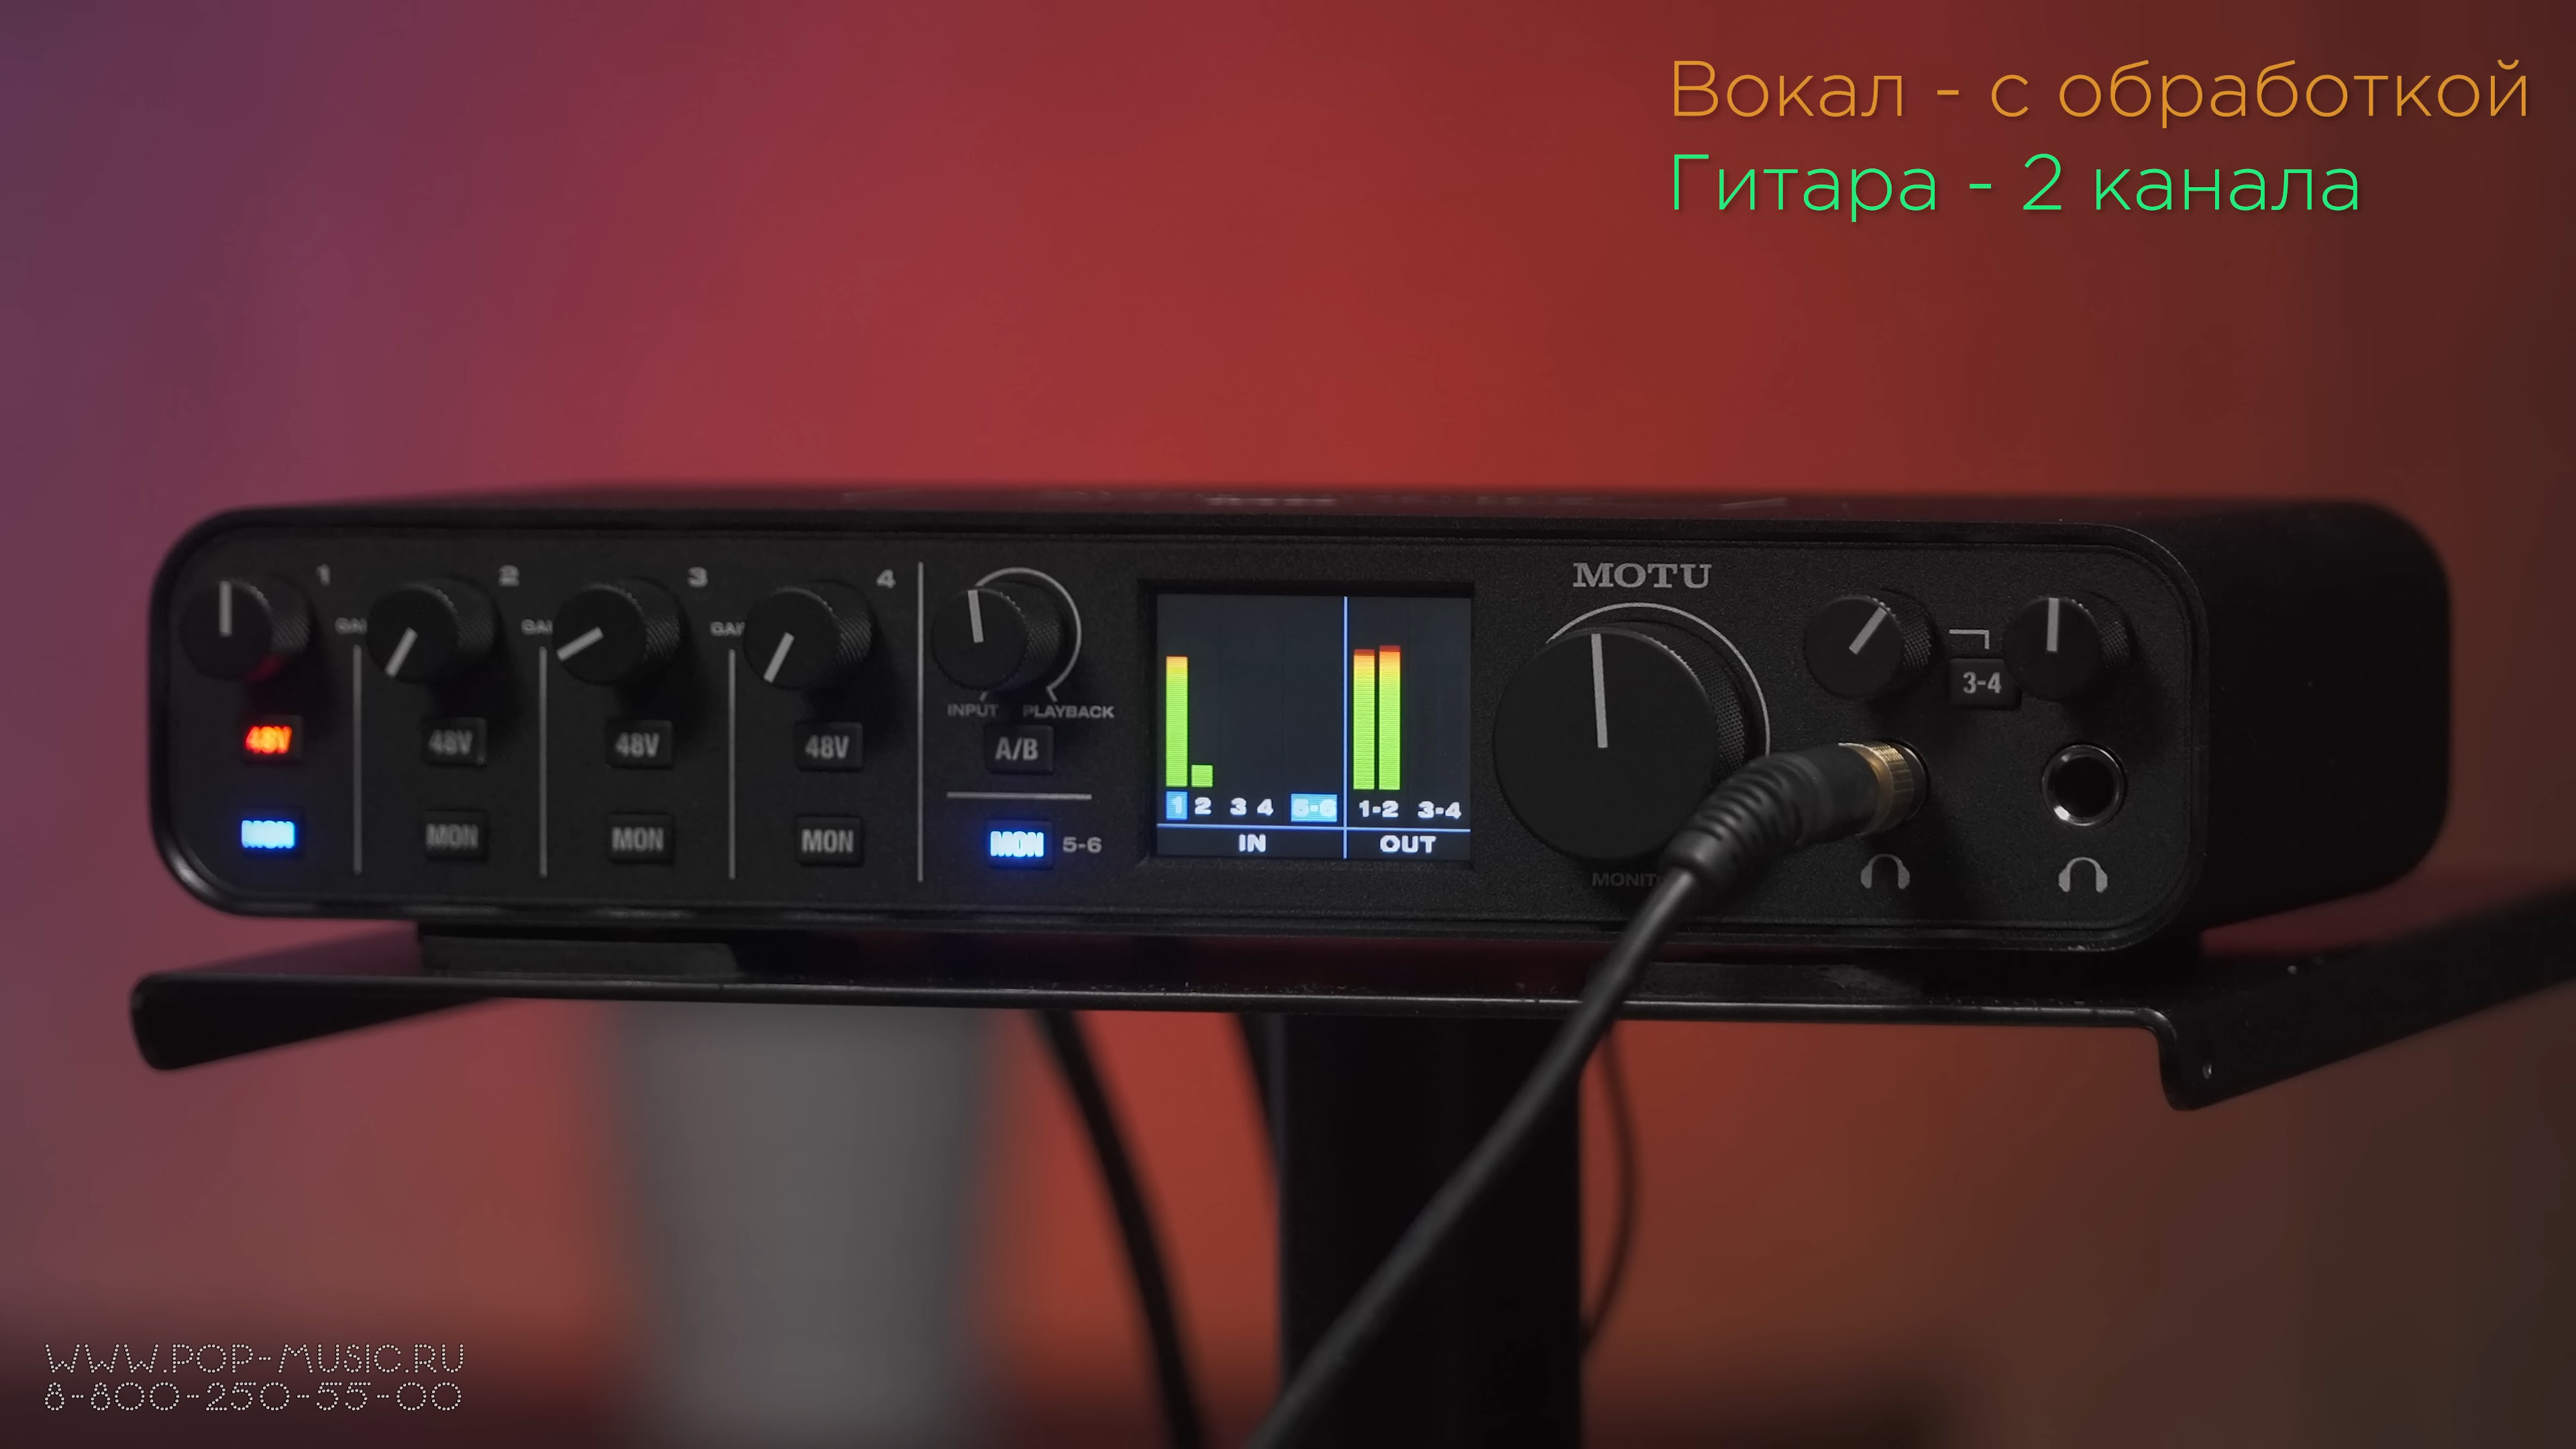 Вокал - с обработкой
Гитара - 2 канала
1
2
3
4
MOTU
INPUT PLAYBACK
3-4
48V
48V
48V
48V
A/B
MON
MON
MON
MON
MON 5-6
1 2 3 4 5-6 1-2 3-4
IN OUT
WWW.POP-MUSIC.RU
8-800-250-55-00